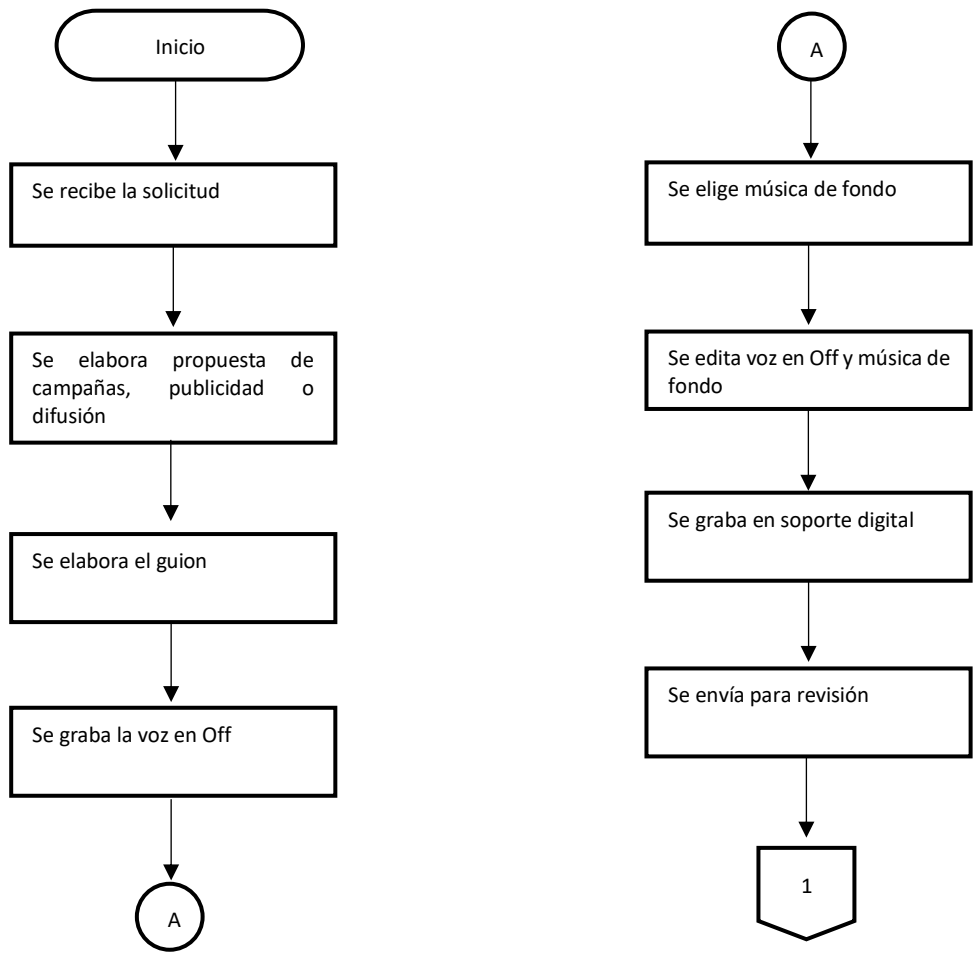 Inicio
Se recibe la solicitud
Se elabora propuesta de
campañas, publicidad o
difusión
Se elabora el guion
Se graba la voz en Off
A
A
Se elige música de fondo
Se edita voz en Off y música de
fondo
Se graba en soporte digital
Se envía para revisión
1